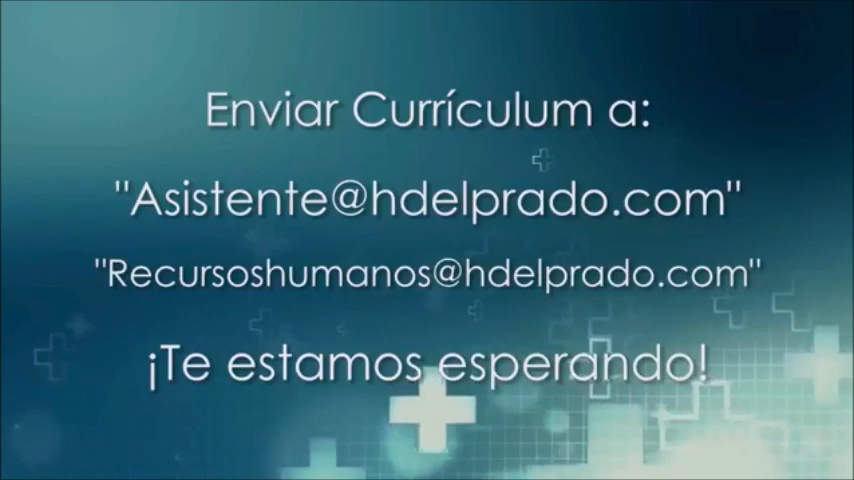 Enviar Currículum a:
"Asistente@hdelprado.com"
"Recursoshumanos@hdelprado.com"
¡Te estamos esperando!